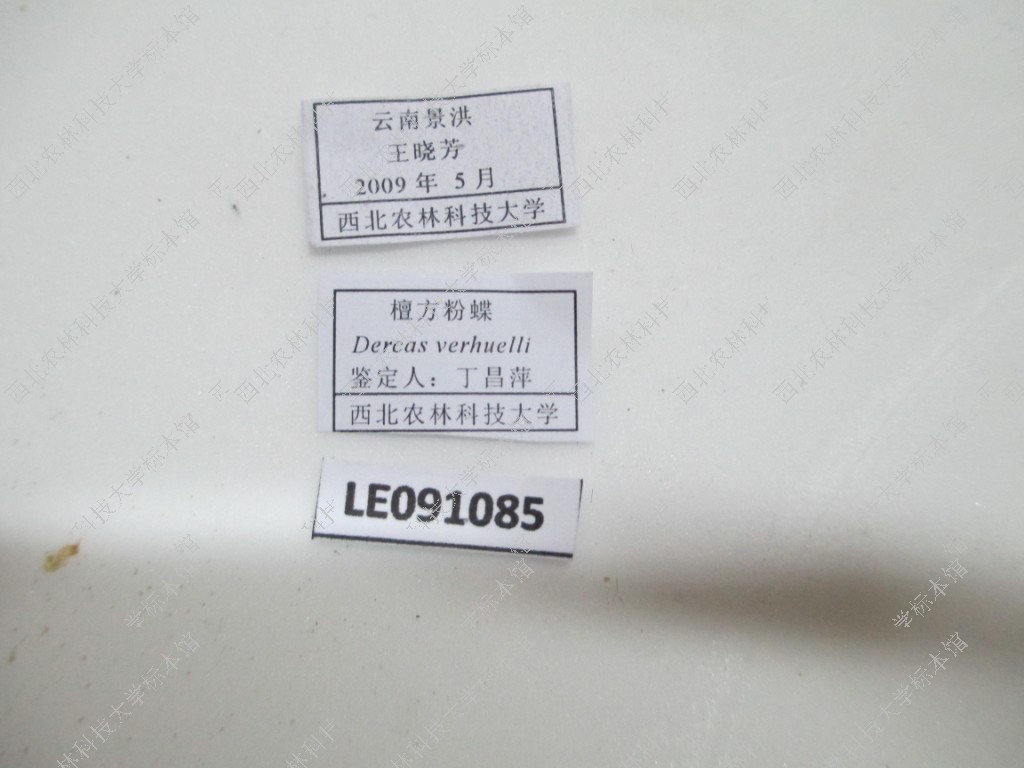 云南景洪
王晓芳
2009 年 5 月
西北农林科技大学
檀方粉蝶
Dercas verhuelli
鉴定人：丁昌萍
西北农林科技大学
LE091085